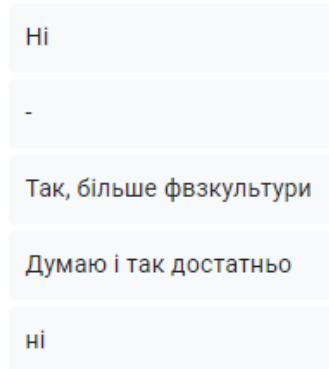 Ні
-
Так, більше фвзкультури
Думаю і так достатньо
ні